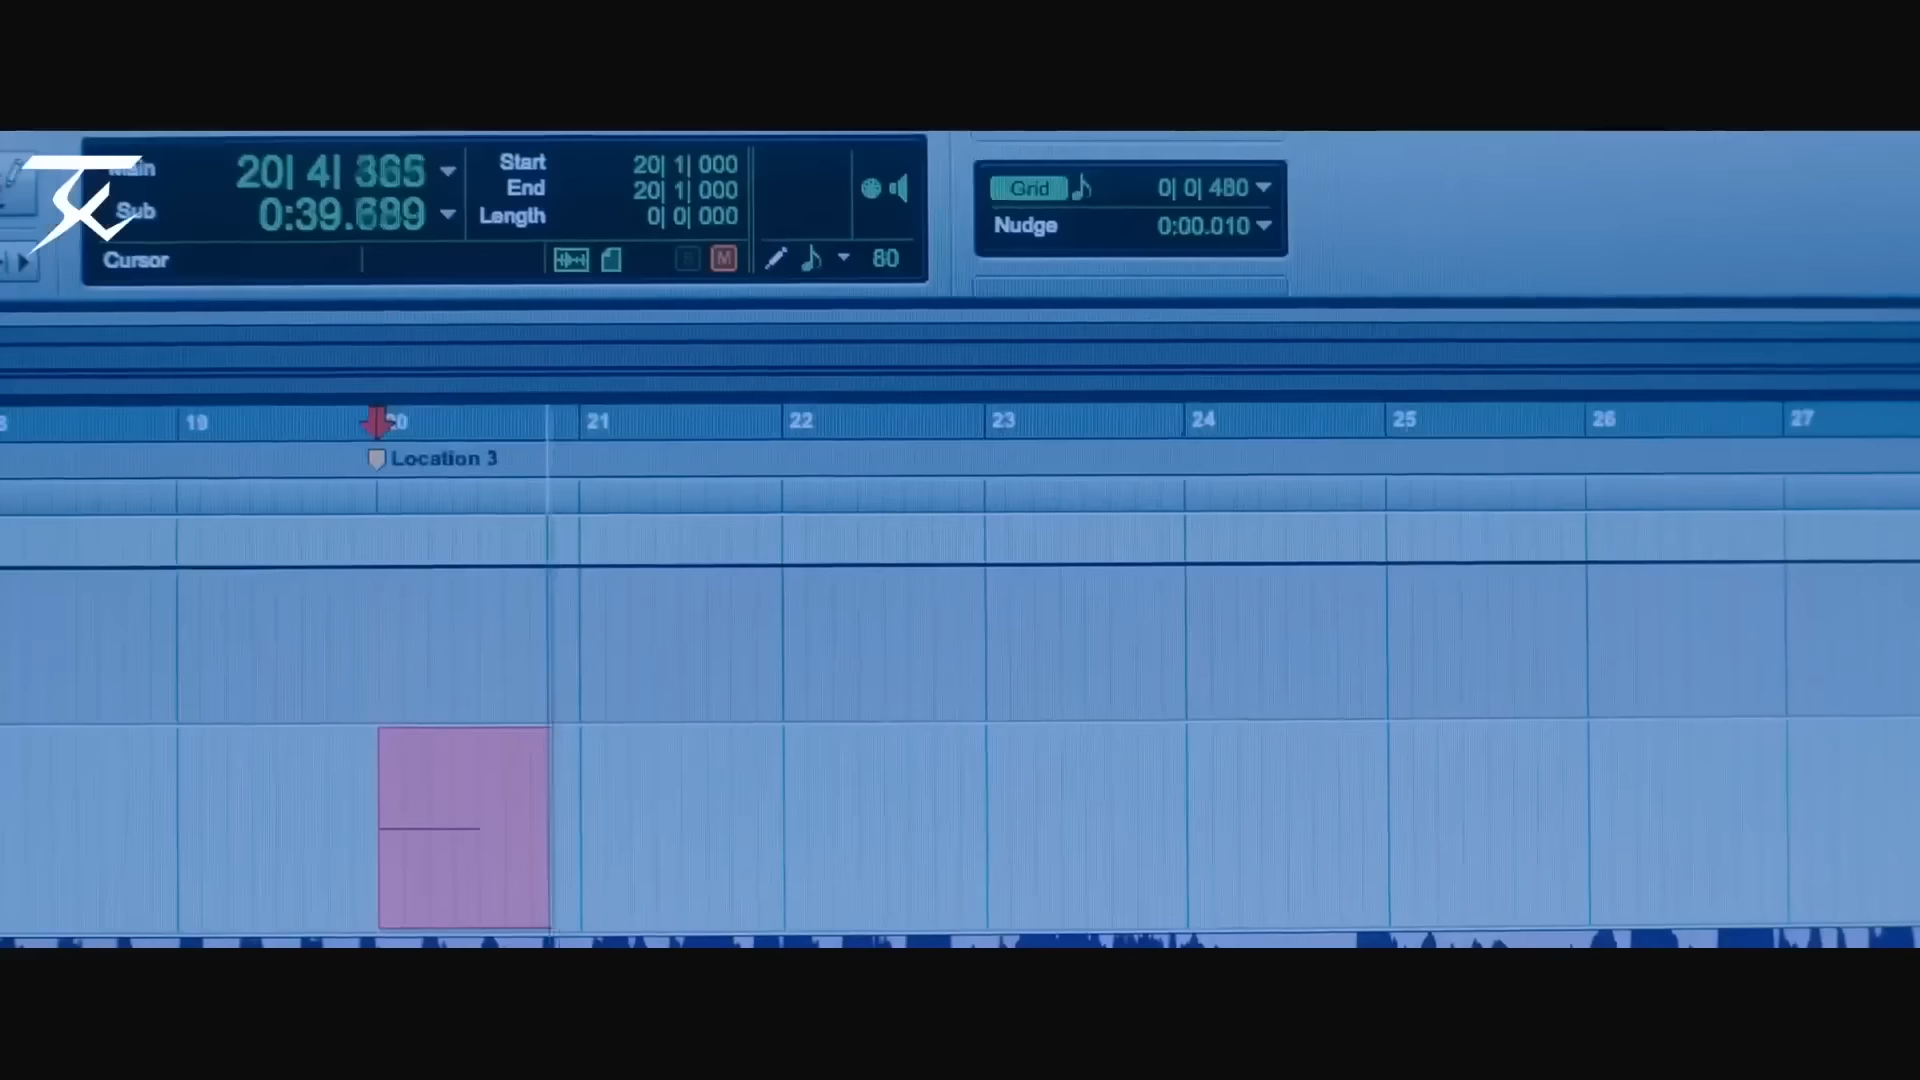 Main 20| 4| 365
Sub 0:39.689
Cursor
Start 20| 1| 000
End 20| 1| 000
Length 0| 0| 000
M
80
Grid 0| 0| 480
Nudge 0:00.010
19 20 21 22 23 24 25 26 27
Location 3